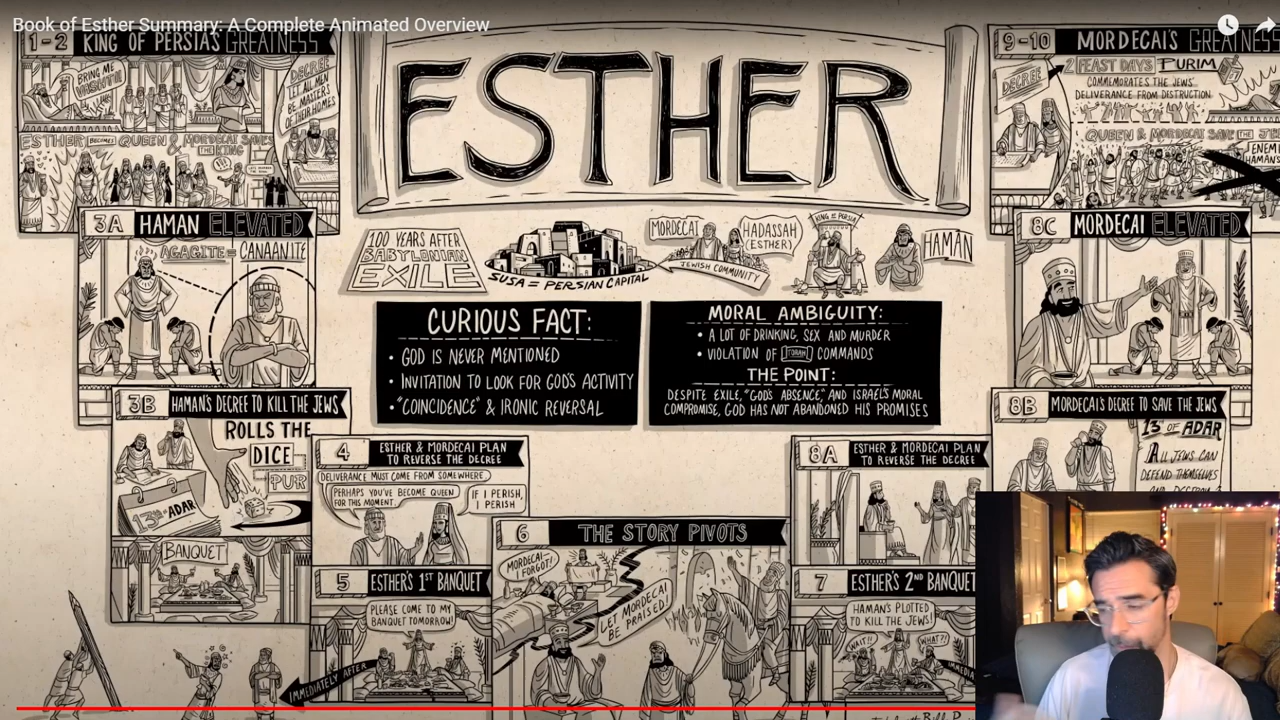 Book of Esther Summary: A Complete Animated Overview
1-2 KING OF PERSIA'S GREATNESS
BRING ME VASHTI!!
DECREE
LET ALL MEN
BE MASTERS
OF THEIR HOMES
ESTHER BECOMES QUEEN & MORDECAI SAVES
THE KING
3A HAMAN ELEVATED
AGAGITE = CANAANITE
3B HAMAN'S DECREE TO KILL THE JEWS
ROLLS THE
DICE
PUR
13TH OF ADAR
BANQUET
ESTHER
100 YEARS AFTER
BABYLONIAN
EXILE
SUSA = PERSIAN CAPITAL
MORDECAI
HADASSAH
(ESTHER)
JEWISH COMMUNITY
KING OF PERSIA
HAMAN
CURIOUS FACT:
• GOD IS NEVER MENTIONED
• INVITATION TO LOOK FOR GOD'S ACTIVITY
• "COINCIDENCE" & IRONIC REVERSAL
MORAL AMBIGUITY:
• A LOT OF DRINKING, SEX AND MURDER
• VIOLATION OF TORAH COMMANDS
THE POINT:
DESPITE EXILE, "GOD'S ABSENCE," AND ISRAEL'S MORAL
COMPROMISE, GOD HAS NOT ABANDONED HIS PROMISES
4 ESTHER & MORDECAI PLAN
TO REVERSE THE DECREE
DELIVERANCE MUST COME FROM SOMEWHERE.
PERHAPS YOU'VE BECOME QUEEN
FOR THIS MOMENT.
IF I PERISH,
I PERISH
5 ESTHER'S 1ST BANQUET
PLEASE COME TO MY
BANQUET TOMORROW!
IMMEDIATELY AFTER
6 THE STORY PIVOTS
MORDECAI...
FORGOT!
LET MORDECAI
BE PRAISED!
8A ESTHER & MORDECAI PLAN
TO REVERSE THE DECREE
7 ESTHER'S 2ND BANQUET
HAMAN'S PLOTTED
TO KILL THE JEWS!
WAIT!!
WHAT?!
9-10 MORDECAI'S GREATNESS
DECREE
2 FEAST DAYS PURIM
COMMEMORATES THE JEWS'
DELIVERANCE FROM DISTRUCTION
QUEEN & MORDECAI SAVE THE
ENEM
HAMAN'S
8C MORDECAI ELEVATED
8B MORDECAI'S DECREE TO SAVE THE JEWS
13TH OF ADAR
ALL JEWS CAN
DEFEND THEMSELVES